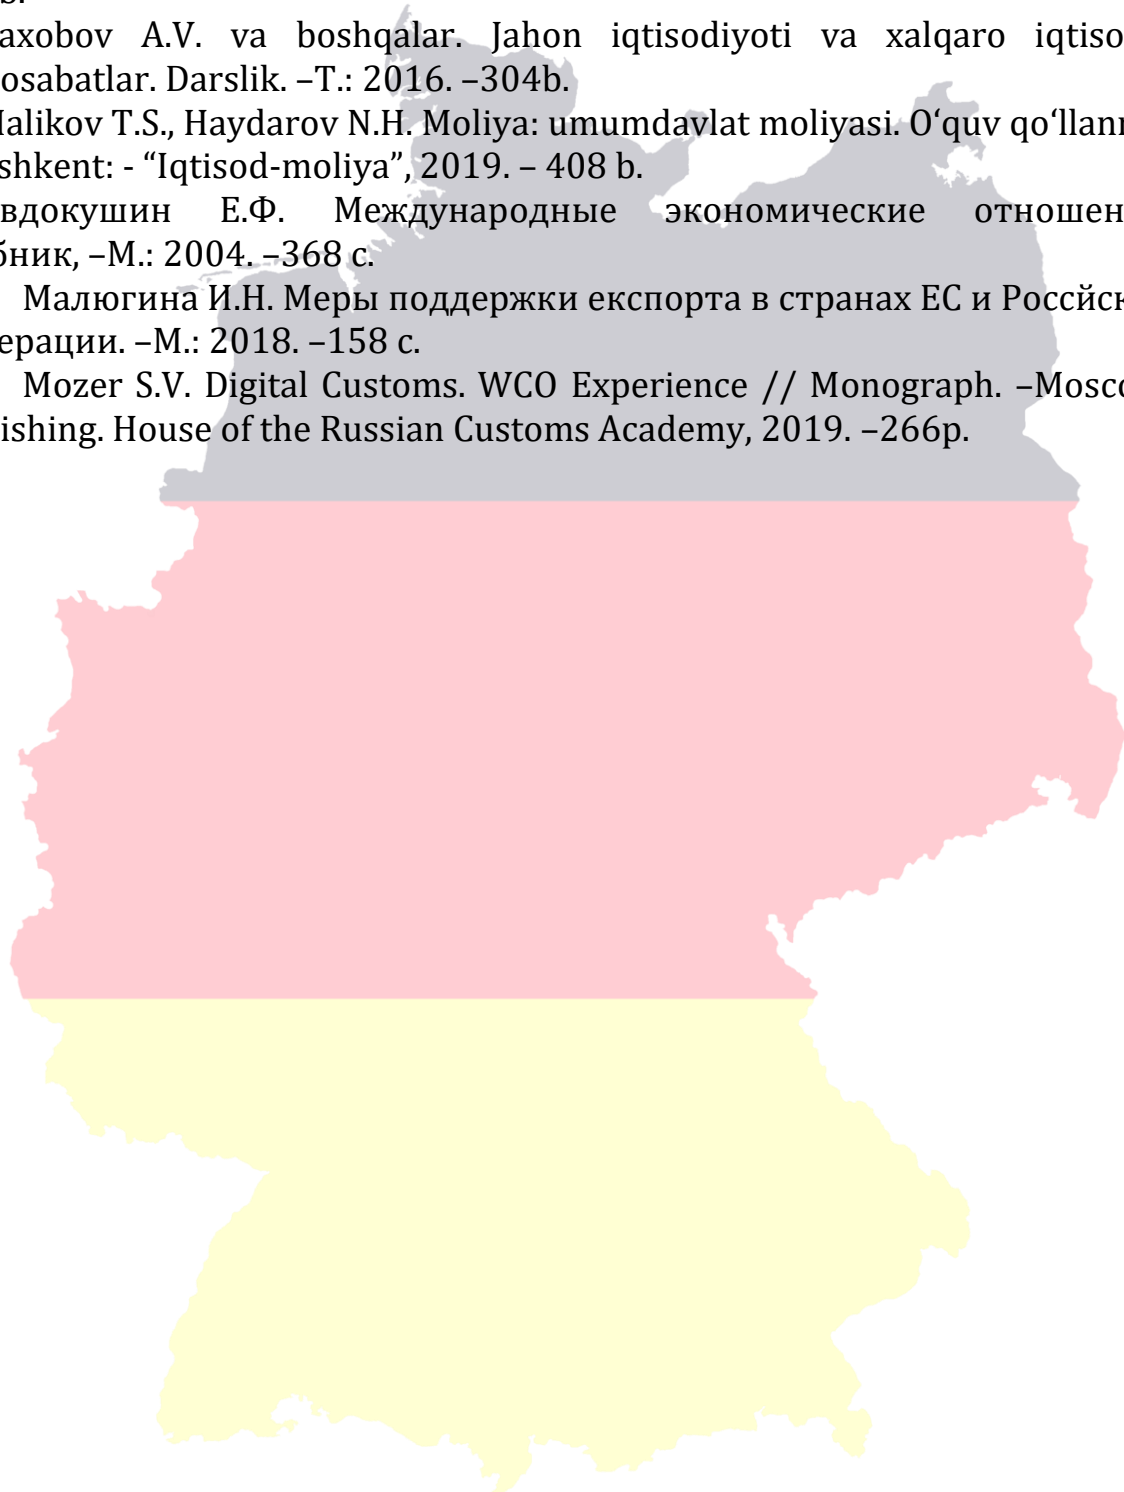 b.
axobov A.V. va boshqalar. Jahon iqtisodiyoti va xalqaro iqtiso
osabatlar. Darslik. –T.: 2016. –304b.
alikov T.S., Haydarov N.H. Moliya: umumdavlat moliyasi. O‘quv qo‘llanm
shkent: - “Iqtisod-moliya”, 2019. – 408 b.
вдокушин Е.Ф. Международные экономические отношен
бник, –М.: 2004. –368 с.
Малюгина И.Н. Меры поддержки експорта в странах ЕС и Россйск
ерации. –М.: 2018. –158 с.
Mozer S.V. Digital Customs. WCO Experience // Monograph. –Mosco
ishing. House of the Russian Customs Academy, 2019. –266p.